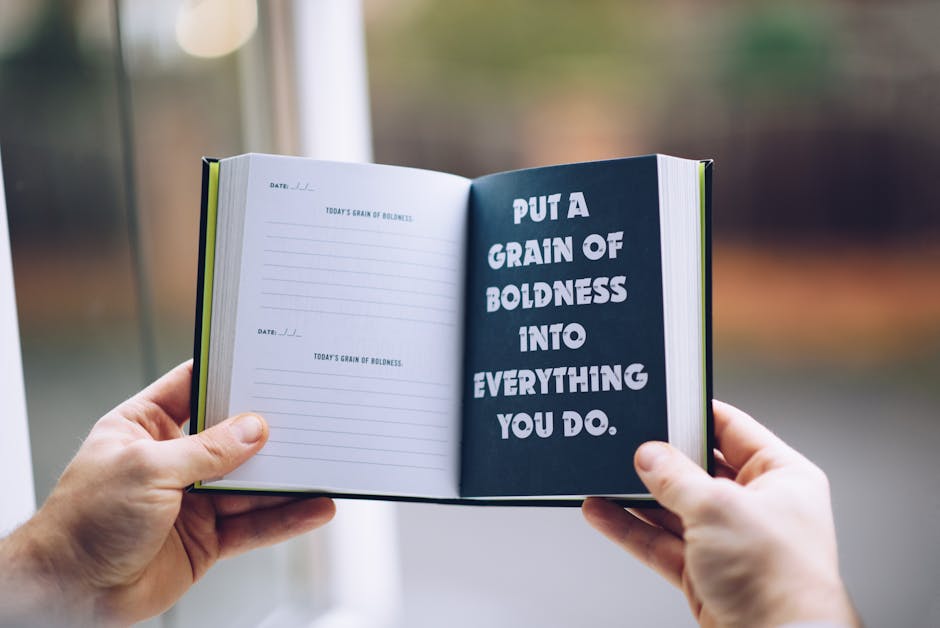 DATE: _/_/_
TODAY'S GRAIN OF BOLDNESS:
DATE: _/_/_
TODAY'S GRAIN OF BOLDNESS:
PUT A
GRAIN OF
BOLDNESS
INTO
EVERYTHING
YOU DO.